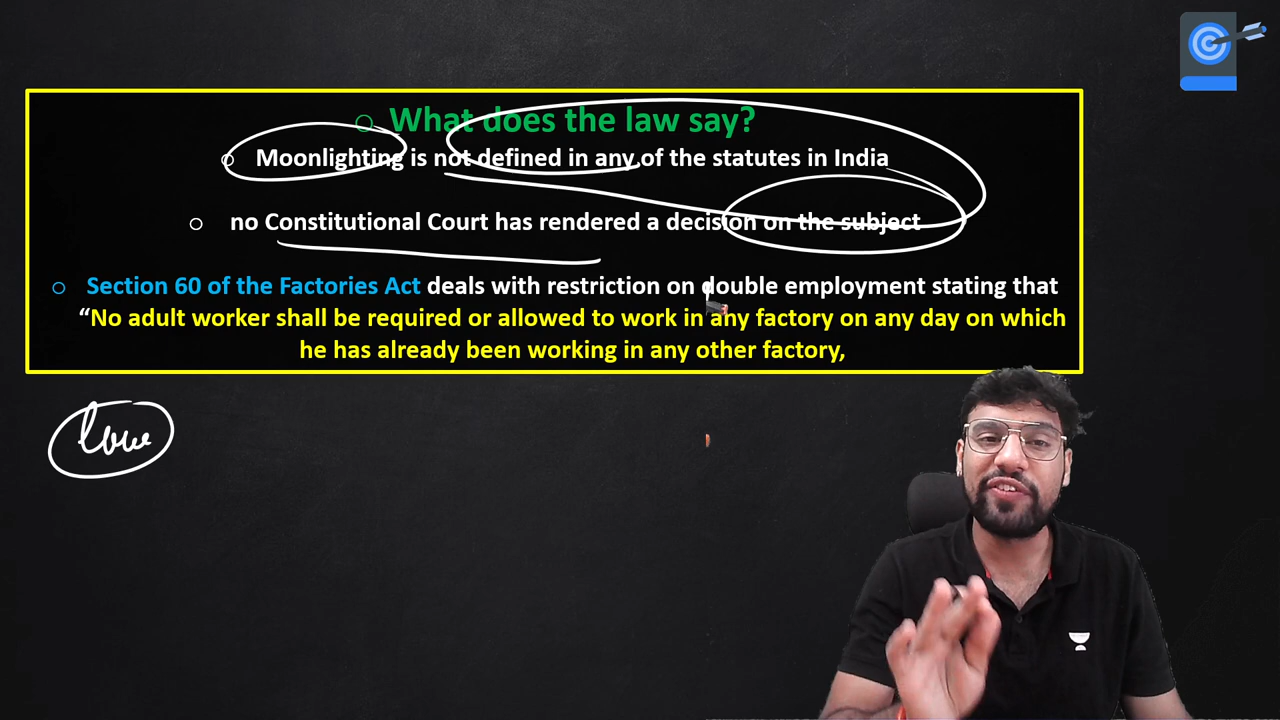 What does the law say?
Moonlighting is not defined in any of the statutes in India
no Constitutional Court has rendered a decision on the subject
Section 60 of the Factories Act deals with restriction on double employment stating that
“No adult worker shall be required or allowed to work in any factory on any day on which
he has already been working in any other factory,